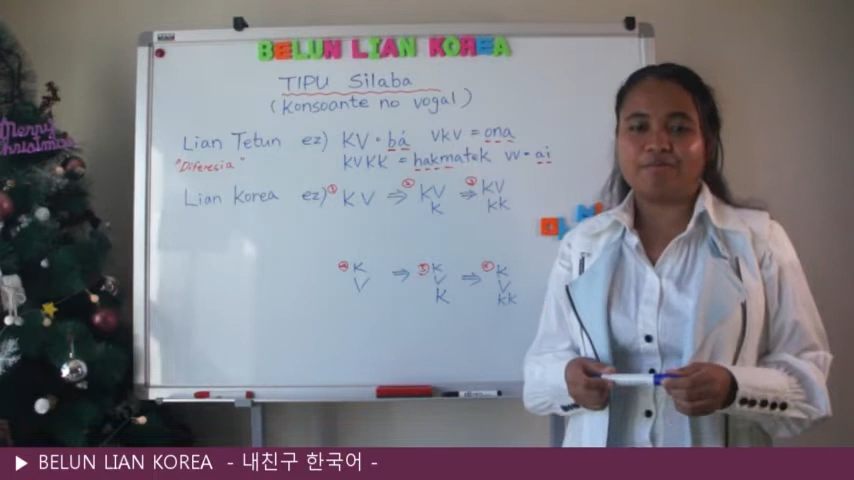 BELUN LIAN KOREA
TIPU Silaba
(Konsoante no vogal)
Lian Tetun ez) KV = bá VKV = ona
"Diferesia" KVKK = hakmatek VV = ai
Lian Korea ez) ① KV ⇒ ② KV ⇒ ③ KV
K KK
④ K ⇒ ⑤ K ⇒ ⑥ K
V V V
K KK
Merry
Christmas
▶ BELUN LIAN KOREA - 내친구 한국어 -